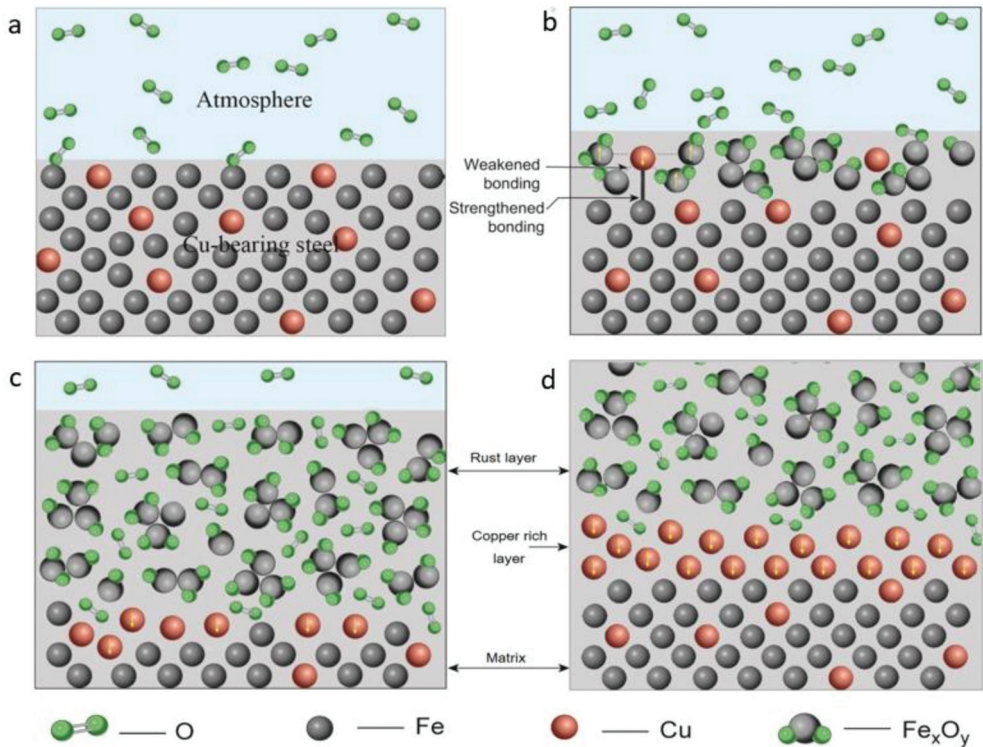 a
Atmosphere
Cu-bearing steel
b
Weakened
bonding
Strengthened
bonding
c
d
Rust layer
Copper rich
layer
Matrix
O
Fe
Cu
FexOy